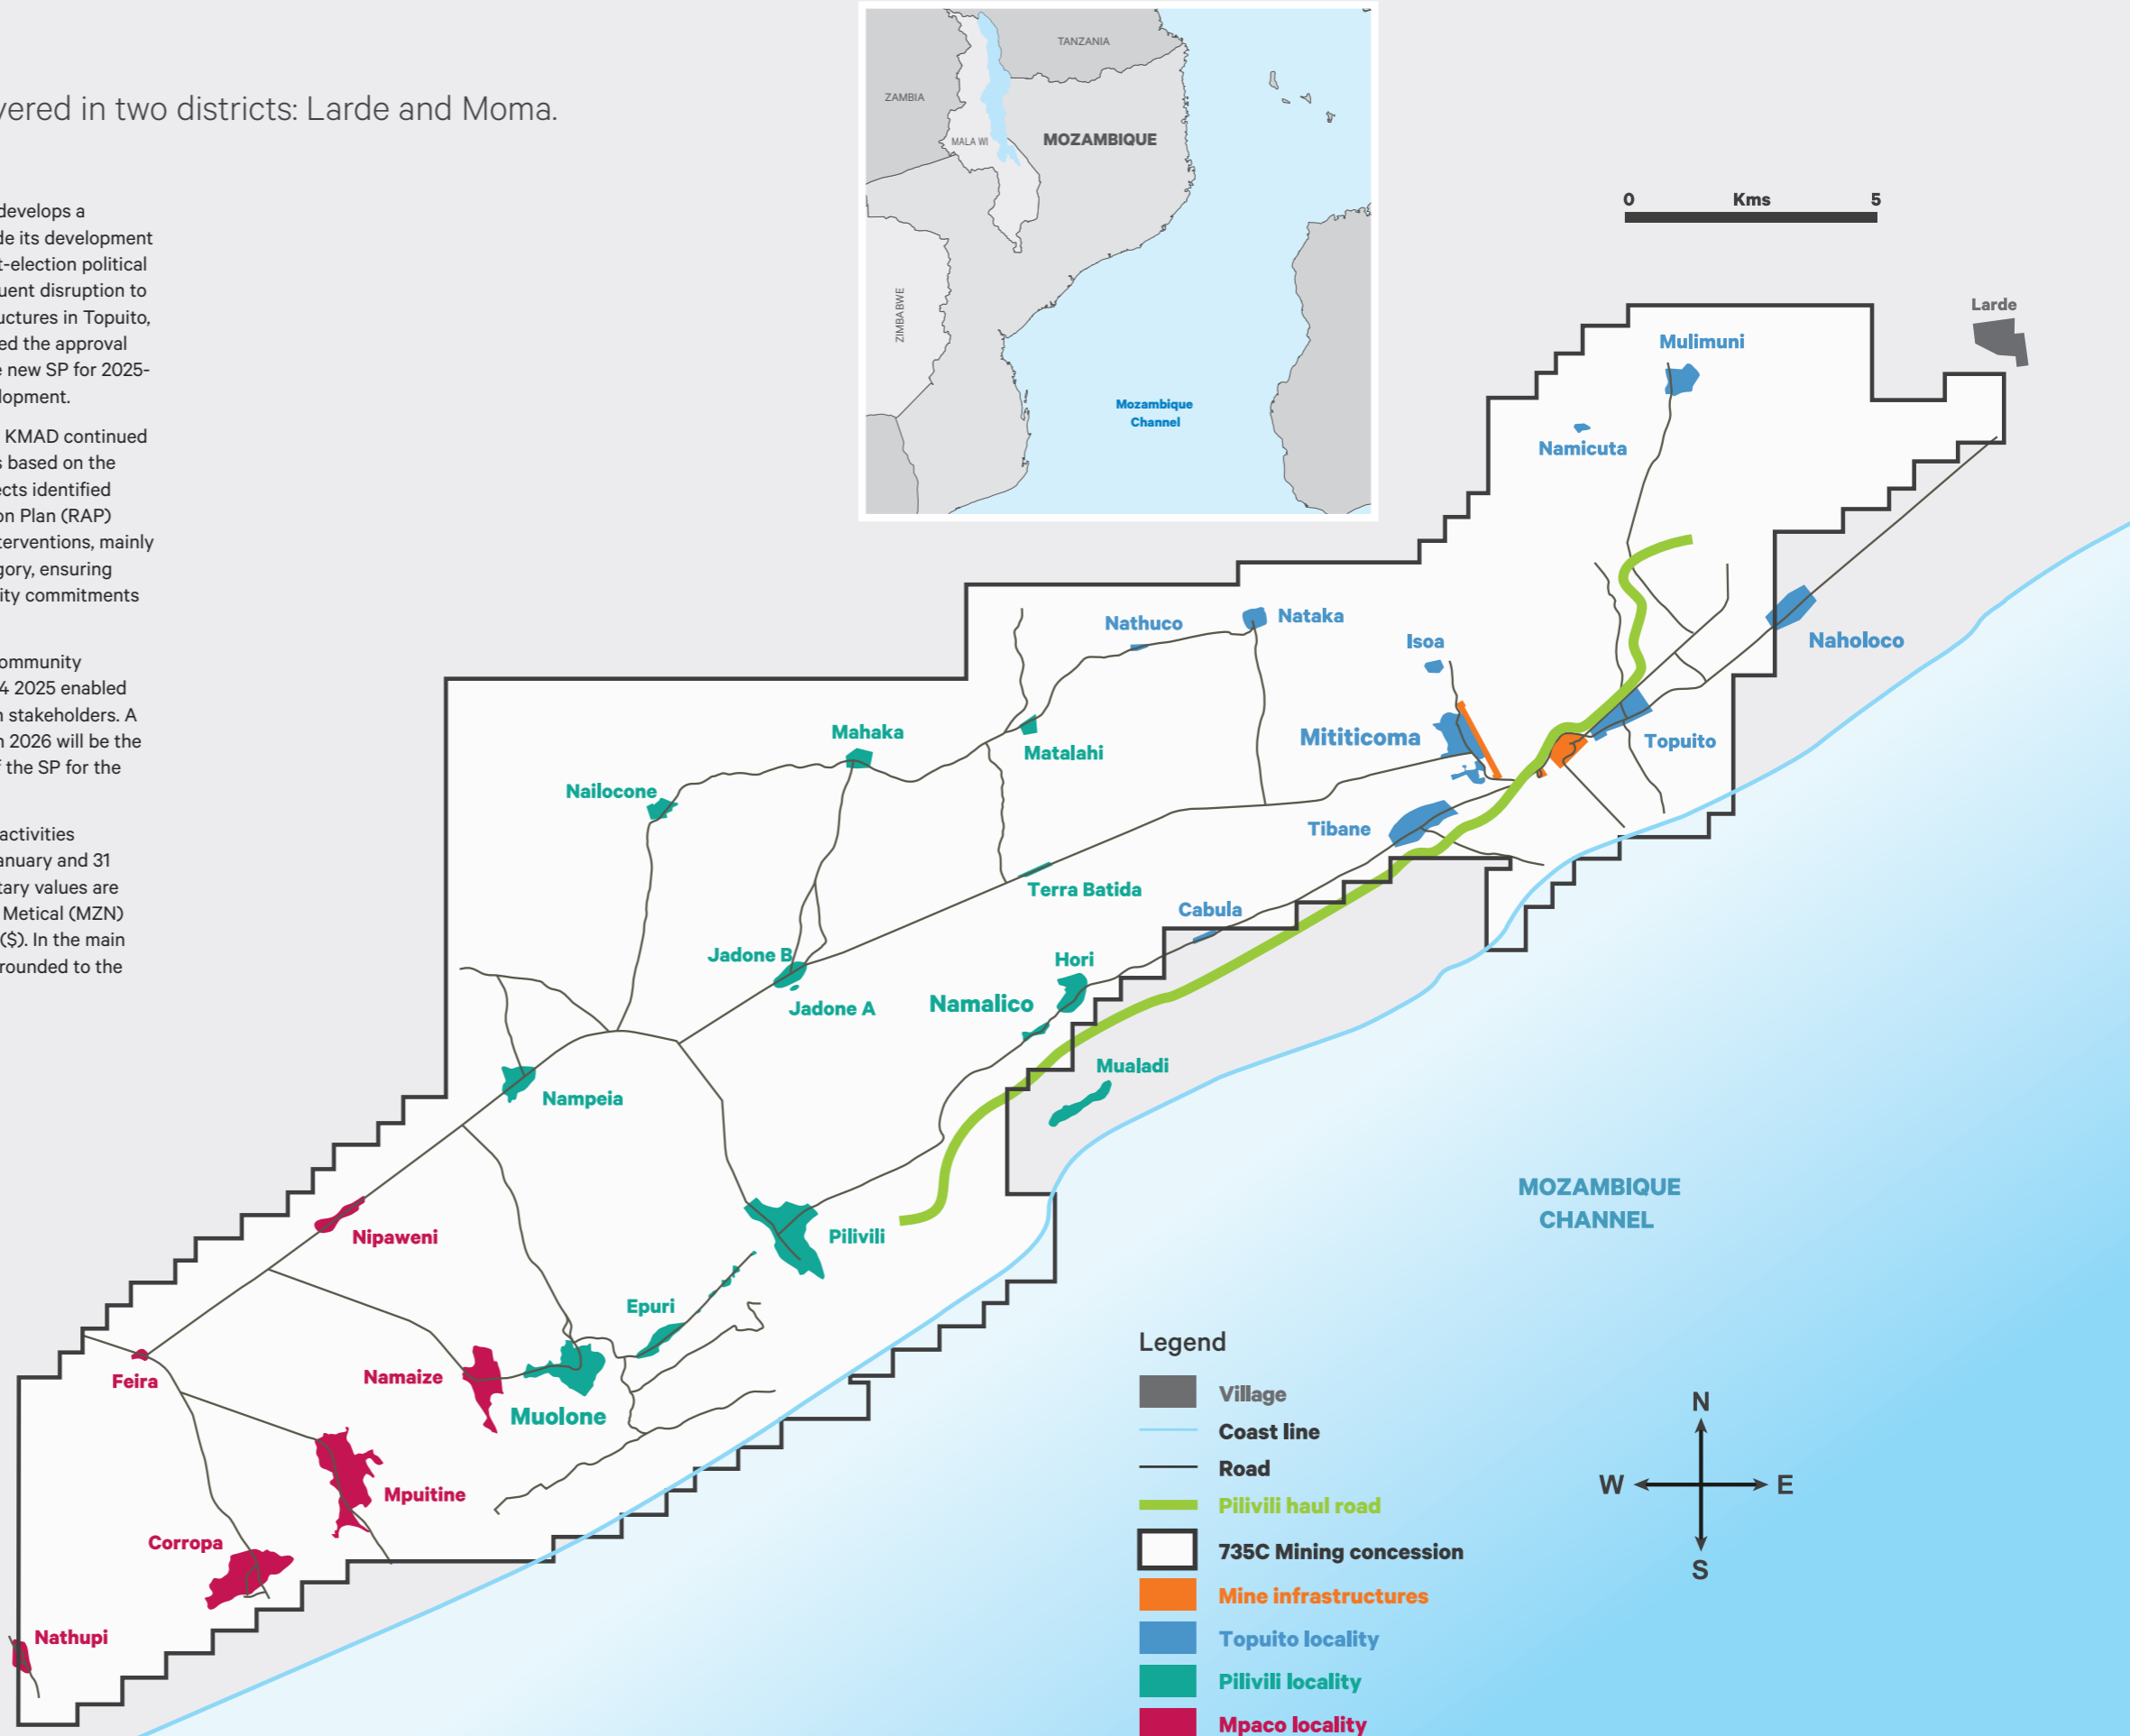 vered in two districts: Larde and Moma.
develops a
de its development
t-election political
uent disruption to
uctures in Topuito,
ed the approval
e new SP for 2025-
lopment.
KMAD continued
s based on the
ects identified
on Plan (RAP)
terventions, mainly
gory, ensuring
ity commitments
ommunity
4 2025 enabled
n stakeholders. A
n 2026 will be the
f the SP for the
activities
anuary and 31
tary values are
Metical (MZN)
($). In the main
rounded to the
TANZANIA
ZAMBIA
MALA WI
MOZAMBIQUE
ZIMBABWE
Mozambique
Channel
0 Kms 5
Larde
Mulimuni
Namicuta
Nataka
Nathuco
Isoa
Naholoco
Mahaka
Matalahi
Mititicoma
Topuito
Nailocone
Tibane
Terra Batida
Cabula
Jadone B
Hori
Jadone A
Namalico
Mualadi
Nampeia
MOZAMBIQUE
CHANNEL
Nipaweni
Pilivili
Epuri
Feira
Namaize
Muolone
Mpuitine
Corropa
Nathupi
Legend
Village
Coast line
Road
Pilivili haul road
735C Mining concession
Mine infrastructures
Topuito locality
Pilivili locality
Mpaco locality
N
W E
S